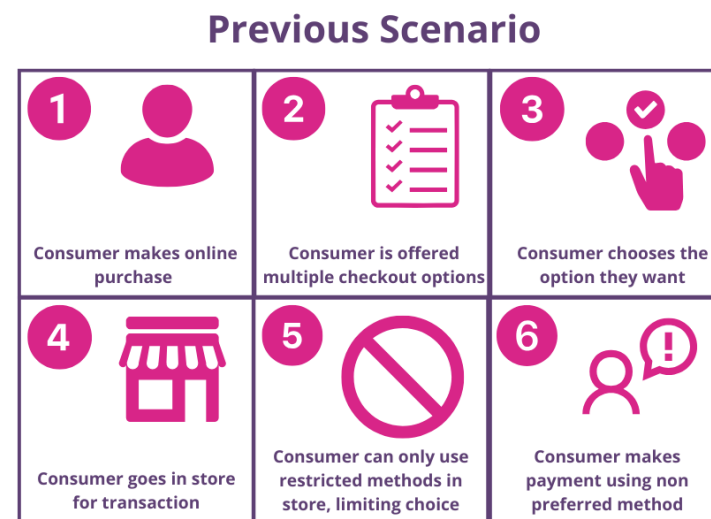 Previous Scenario
1
Consumer makes online
purchase
2
Consumer is offered
multiple checkout options
3
Consumer chooses the
option they want
4
Consumer goes in store
for transaction
5
Consumer can only use
restricted methods in
store, limiting choice
6
!
Consumer makes
payment using non
preferred method